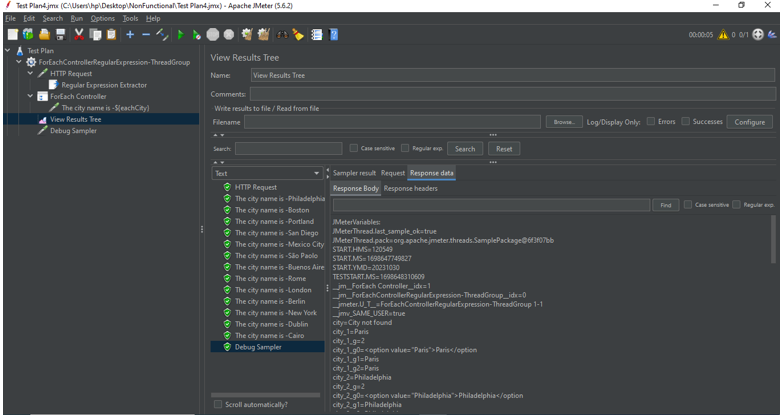 Test Plan4.jmx (C:\Users\hp\Desktop\NonFunctional\Test Plan4.jmx) - Apache JMeter (5.6.2)
File Edit Search Run Options Tools Help
00:00:05 0 0/1
Test Plan
ForEachControllerRegularExpression-ThreadGroup
HTTP Request
Regular Expression Extractor
ForEach Controller
The city name is -${eachCity}
View Results Tree
Debug Sampler
View Results Tree
Name: View Results Tree
Comments:
Write results to file / Read from file
Filename Browse... Log/Display Only: Errors Successes Configure
Search: Case sensitive Regular exp. Search Reset
Text
HTTP Request
The city name is -Philadelphia
The city name is -Boston
The city name is -Portland
The city name is -San Diego
The city name is -Mexico City
The city name is -São Paolo
The city name is -Buenos Aire
The city name is -Rome
The city name is -London
The city name is -Berlin
The city name is -New York
The city name is -Dublin
The city name is -Cairo
Debug Sampler
Scroll automatically?
Sampler result Request Response data
Response Body Response headers
Find Case sensitive Regular exp.
JMeterVariables:
JMeterThread.last_sample_ok=true
JMeterThread.pack=org.apache.jmeter.threads.SamplePackage@6f3f07bb
START.HMS=120549
START.MS=1698647749827
START.YMD=20231030
TESTSTART.MS=1698648310609
__jm__ForEach Controller__idx=1
__jm__ForEachControllerRegularExpression-ThreadGroup__idx=0
__jmeter.U_T__=ForEachControllerRegularExpression-ThreadGroup 1-1
__jmv_SAME_USER=true
city=City not found
city_1=Paris
city_1_g=2
city_1_g0=<option value="Paris">Paris</option
city_1_g1=Paris
city_1_g2=Paris
city_2=Philadelphia
city_2_g=2
city_2_g0=<option value="Philadelphia">Philadelphia</option
city_2_g1=Philadelphia